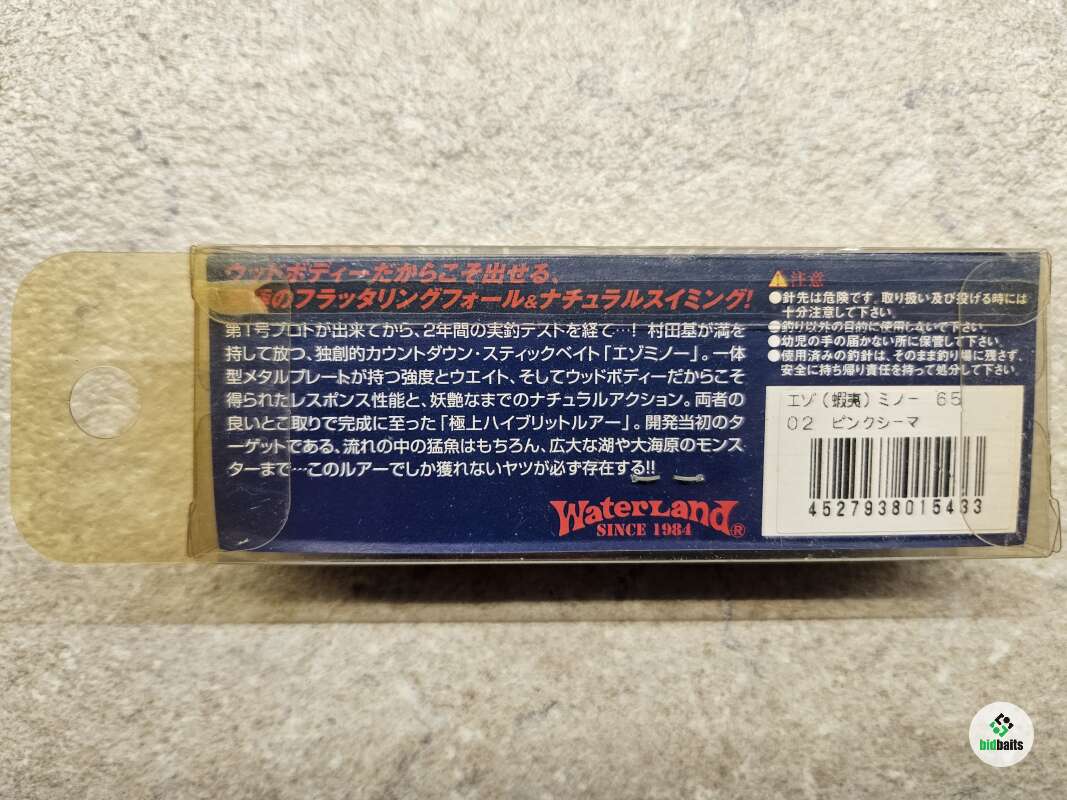 ウッドボディーだからこそ出せる、
のフラッタリングフォール&ナチュラルスイミング!
第1号プロトが出来てから、2年間の実釣テストを経て…! 村田基が満を
持して放つ、独創的カウントダウン・スティックベイト「エゾミノー」。一体
型メタルプレートが持つ強度とウエイト、そしてウッドボディーだからこそ
得られたレスポンス性能と、妖艶なまでのナチュラルアクション。両者の
良いとこ取りで完成に至った「極上ハイブリットルアー」。開発当初のター
ゲットである、流れの中の猛魚はもちろん、広大な湖や大海原のモンス
ターまで…このルアーでしか獲れないヤツが必ず存在する!!
WaterLand®
SINCE 1984
⚠注意
●針先は危険です。取り扱い及び投げる時には
十分注意して下さい。
●釣り以外の目的に使用しないで下さい。
●幼児の手の届かない所に保管して下さい。
●使用済みの釣針は、そのまま釣り場に残さず、
安全に持ち帰り責任を持って処分して下さい。
エゾ(蝦夷)ミノー 65
02 ピンクシーマ
4527938015433
bidbaits